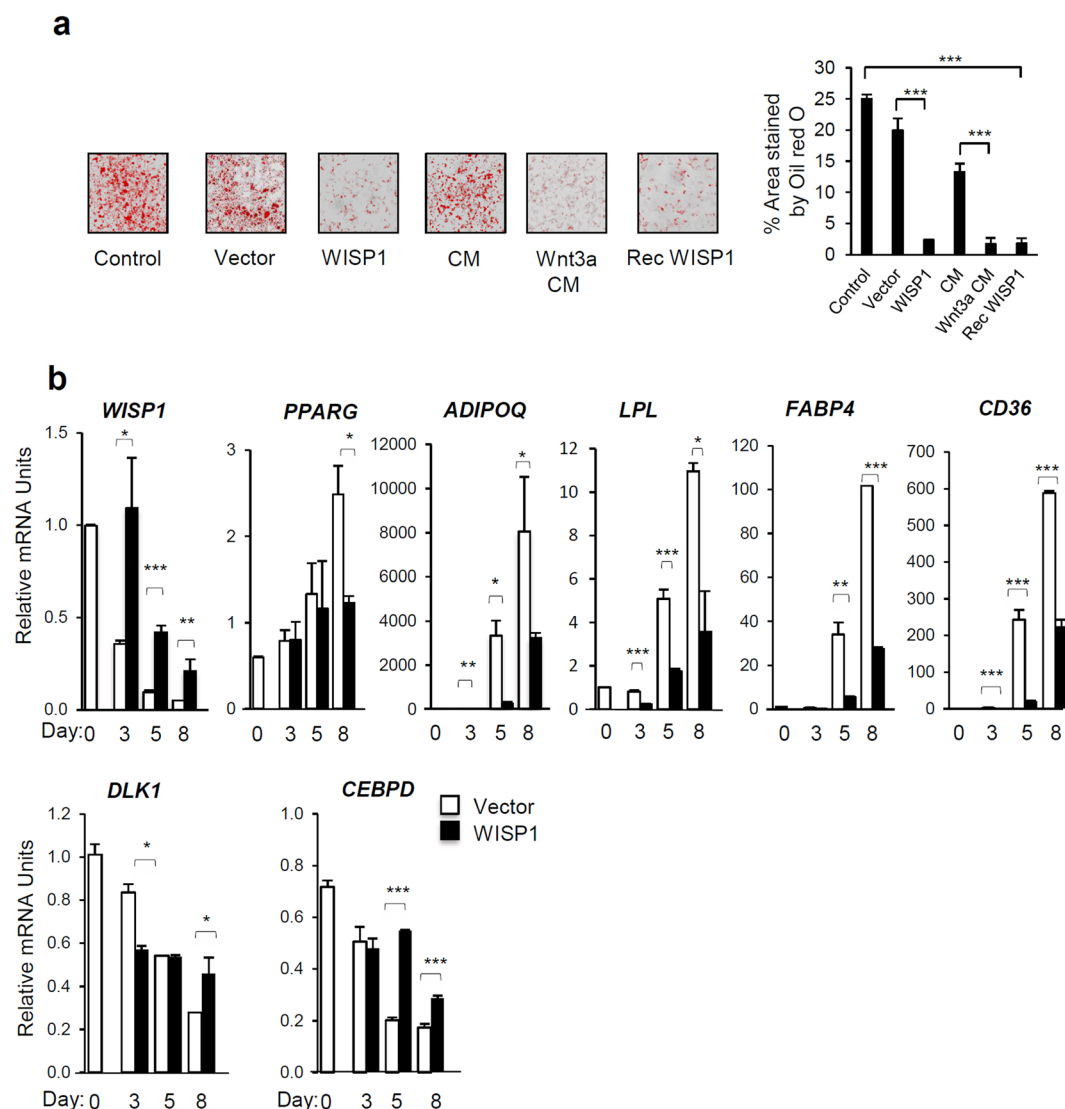 a
Control
Vector
WISP1
CM
Wnt3a
CM
Rec WISP1
% Area stained
by Oil red O
30
25
20
15
10
5
0
***
***
***
Control
Vector
WISP1
CM
Wnt3a CM
Rec WISP1
b
WISP1
Relative mRNA Units
1.5
1.0
0.5
0.0
*
***
**
Day: 0 3 5 8
PPARG
3
2
1
0
*
0 3 5 8
ADIPOQ
12000
10000
8000
6000
4000
2000
0
**
*
*
0 3 5 8
LPL
12
10
8
6
4
2
0
***
***
*
0 3 5 8
FABP4
120
100
80
60
40
20
0
**
***
0 3 5 8
CD36
700
600
500
400
300
200
100
0
***
***
***
0 3 5 8
DLK1
Relative mRNA Units
1.2
1.0
0.8
0.6
0.4
0.2
0.0
*
*
Day: 0 3 5 8
CEBPD
1.0
0.8
0.6
0.4
0.2
0.0
***
***
Day: 0 3 5 8
Vector
WISP1